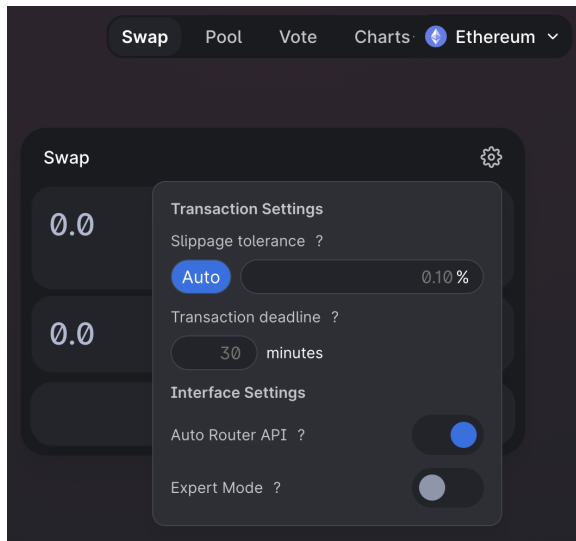 Swap Pool Vote Charts Ethereum
Swap
0.0
Transaction Settings
Slippage tolerance ?
Auto 0.10 %
Transaction deadline ?
0.0
30 minutes
Interface Settings
Auto Router API ?
Expert Mode ?